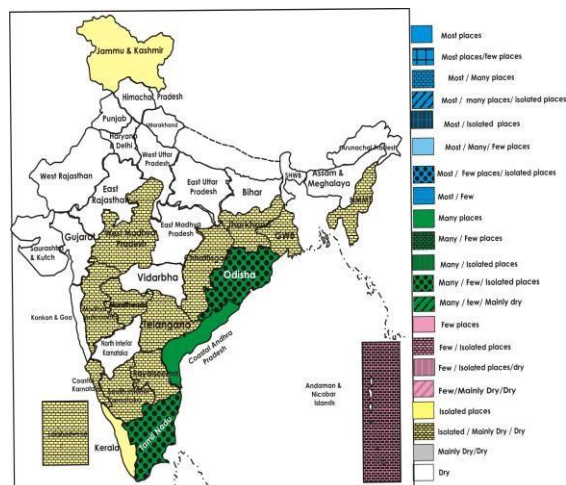 Jammu & Kashmir
Himachal Pradesh
Punjab
Uttarakhand
Haryana
& Delhi
West Uttar
Pradesh
West Rajasthan
East
Rajasthan
East Uttar
Pradesh
Bihar
SHWB
Assam &
Meghalaya
Arunachal Pradesh
NMMT
Gujarat
Saurashtra
& Kutch
West Madhya
Pradesh
East Madhya
Pradesh
Jharkhand
GWB
Odisha
Vidarbha
Konkan & Goa
Marathwada
Telangana
North Interior
Karnataka
Coastal Andhra
Pradesh
Rayalseema
Coastal
Karnataka
Tamil Nadu
Kerala
Andaman &
Nicobar
Islands
Most places
Most places/few places
Most / Many places
Most / many places/ isolated places
Most / Isolated places
Most / Many/ Few places
Most / Few places/ isolated places
Most / Few
Many places
Many / Few places
Many / Isolated places
Many / Few/ Isolated places
Many / few/ Mainly dry
Few places
Few / Isolated places
Few / Isolated places/dry
Few/Mainly Dry/Dry
Isolated places
Isolated / Mainly Dry / Dry
Mainly Dry/Dry
Dry